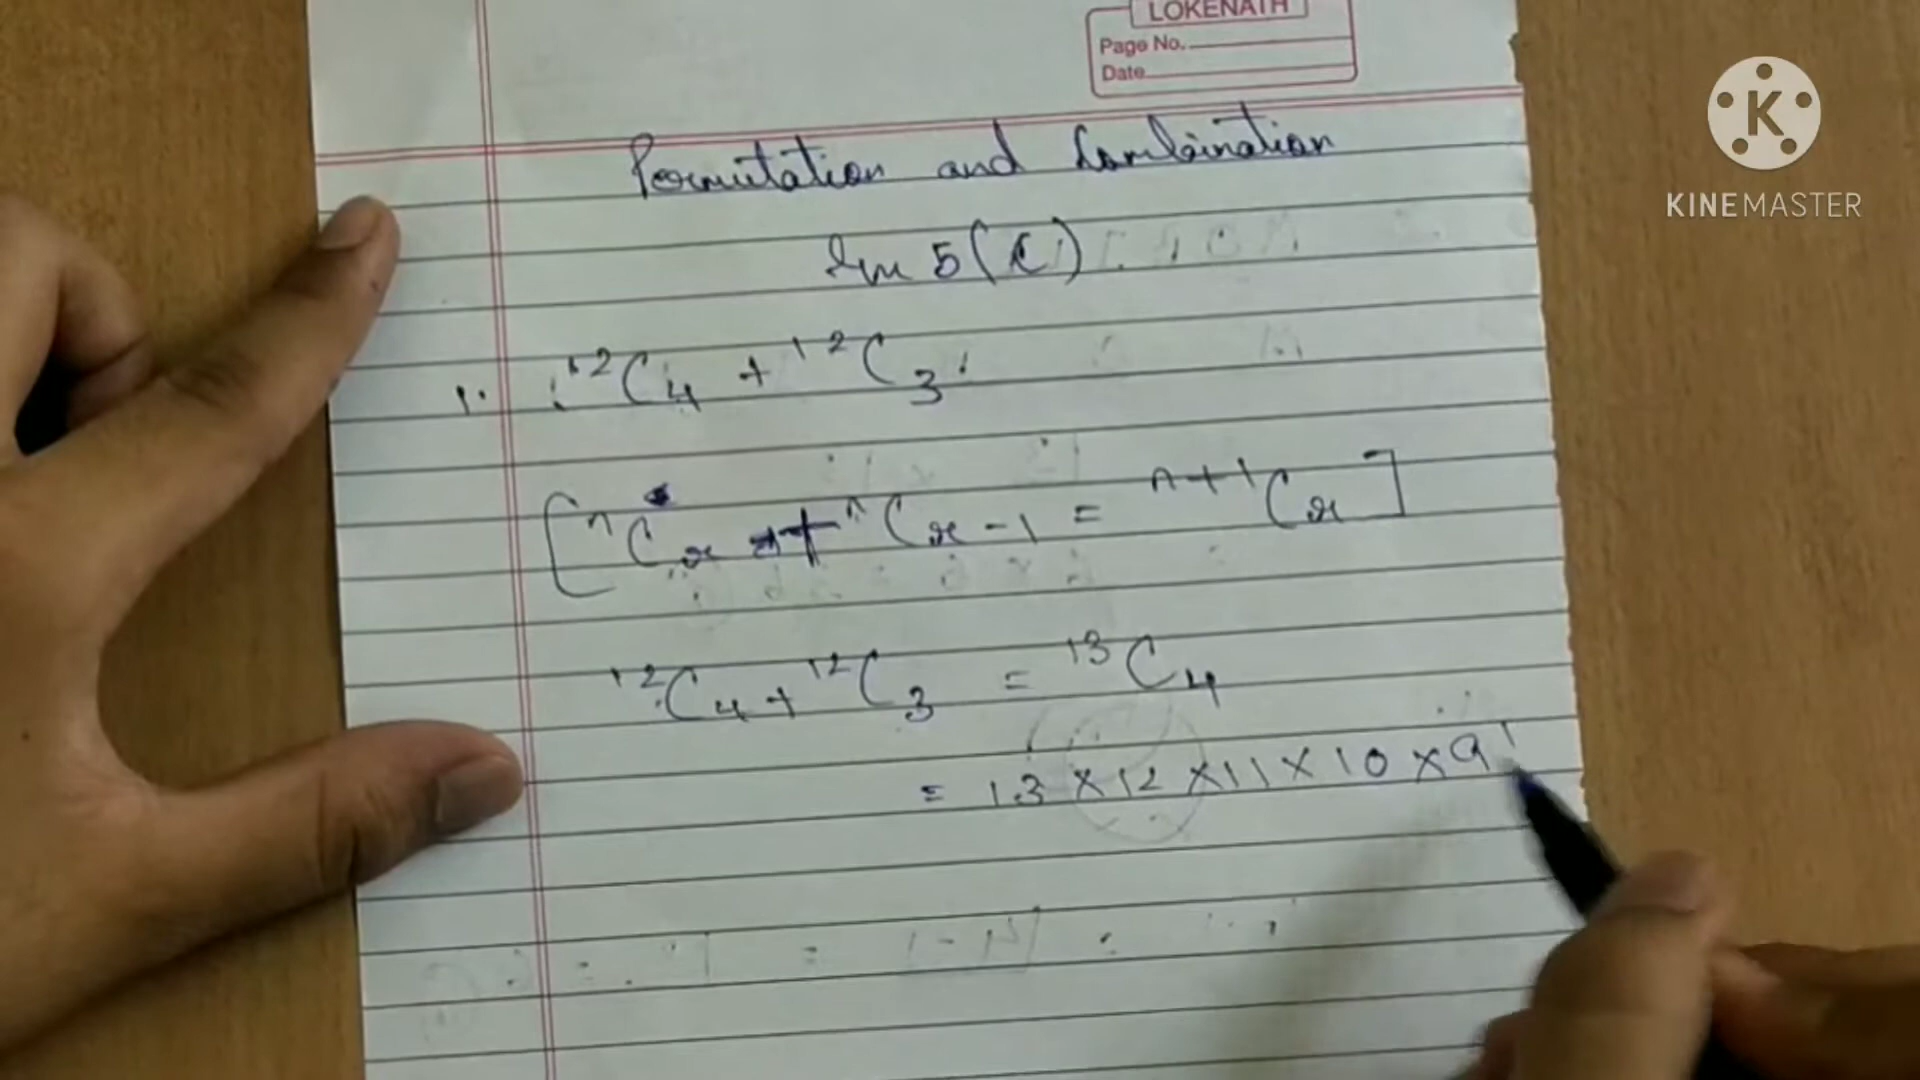 LOKENATH
Page No.
Date
KINEMASTER
Permutation and Combination
5(C)
1. ¹²C₄ + ¹²C₃.
[ⁿCᵣ + ⁿCᵣ₋₁ = ⁿ⁺¹Cᵣ]
¹²C₄ + ¹²C₃ = ¹³C₄
= 13 × 12 × 11 × 10 × 9!